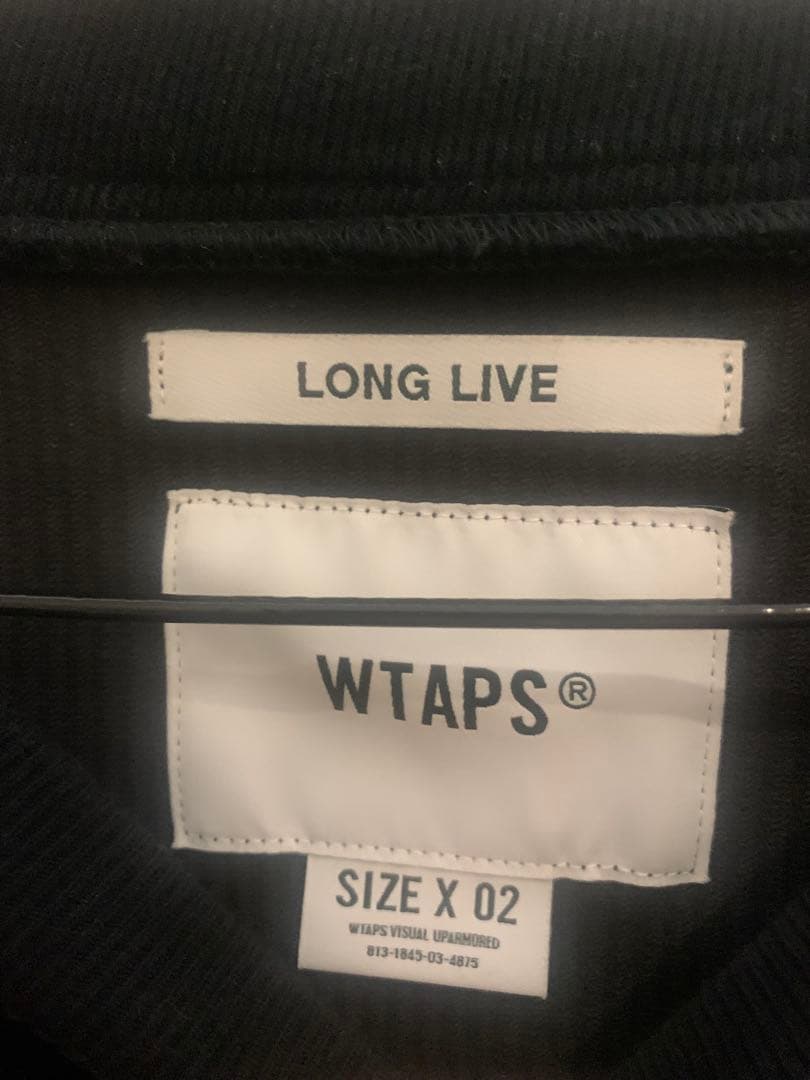 LONG LIVE
WTAPS®
SIZE X 02
WTAPS VISUAL UPARMORED
813-1845-03-4875